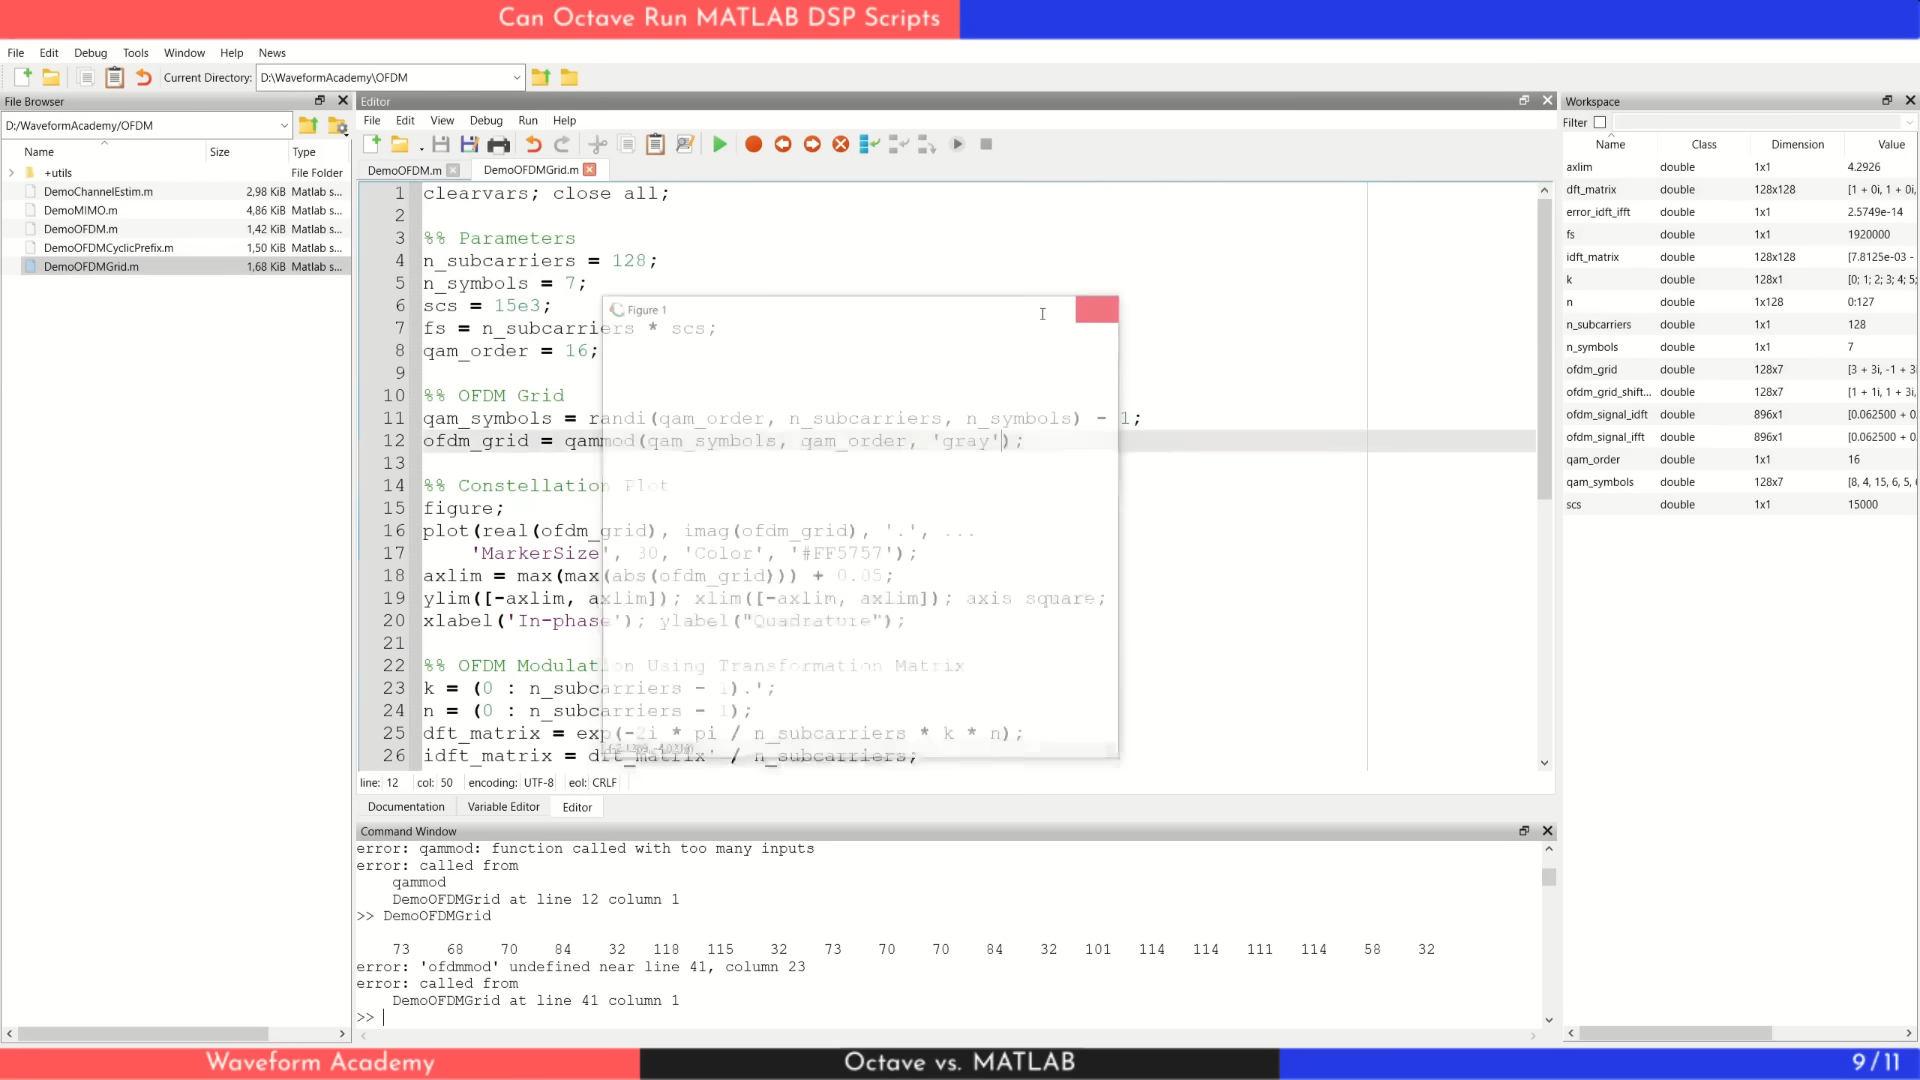 Can Octave Run MATLAB DSP Scripts
File Edit Debug Tools Window Help News
Current Directory: D:\WaveformAcademy\OFDM
File Browser
D:/WaveformAcademy/OFDM
Name Size Type
+utils File Folder
DemoChannelEstim.m 2,98 KiB Matlab s...
DemoMIMO.m 4,86 KiB Matlab s...
DemoOFDM.m 1,42 KiB Matlab s...
DemoOFDMCyclicPrefix.m 1,50 KiB Matlab s...
DemoOFDMGrid.m 1,68 KiB Matlab s...
Editor
File Edit View Debug Run Help
DemoOFDM.m DemoOFDMGrid.m
1 clearvars; close all;
2
3 %% Parameters
4 n_subcarriers = 128;
5 n_symbols = 7;
6 scs = 15e3;
7 fs = n_subcarriers * scs;
8 qam_order = 16;
9
10 %% OFDM Grid
11 qam_symbols = randi(qam_order, n_subcarriers, n_symbols) - 1;
12 ofdm_grid = qammod(qam_symbols, qam_order, 'gray');
13
14 %% Constellation Plot
15 figure;
16 plot(real(ofdm_grid), imag(ofdm_grid), '.', ...
17 'MarkerSize', 30, 'Color', '#FF5757');
18 axlim = max(max(abs(ofdm_grid))) + 0.05;
19 ylim([-axlim, axlim]); xlim([-axlim, axlim]); axis square;
20 xlabel('In-phase'); ylabel("Quadrature");
21
22 %% OFDM Modulation Using Transformation Matrix
23 k = (0 : n_subcarriers - 1).';
24 n = (0 : n_subcarriers - 1);
25 dft_matrix = exp(-2i * pi / n_subcarriers * k * n);
26 idft_matrix = dft_matrix' / n_subcarriers;
Figure 1
line: 12 col: 50 encoding: UTF-8 eol: CRLF
Documentation Variable Editor Editor
Command Window
error: qammod: function called with too many inputs
error: called from
qammod
DemoOFDMGrid at line 12 column 1
>> DemoOFDMGrid
73 68 70 84 32 118 115 32 73 70 70 84 32 101 114 114 111 114 58 32
error: 'ofdmmod' undefined near line 41, column 23
error: called from
DemoOFDMGrid at line 41 column 1
>>
Workspace
Filter
Name Class Dimension Value
axlim double 1x1 4.2926
dft_matrix double 128x128 [1 + 0i, 1 + 0i,
error_idft_ifft double 1x1 2.5749e-14
fs double 1x1 1920000
idft_matrix double 128x128 [7.8125e-03 -
k double 128x1 [0; 1; 2; 3; 4; 5;
n double 1x128 0:127
n_subcarriers double 1x1 128
n_symbols double 1x1 7
ofdm_grid double 128x7 [3 + 3i, -1 + 3i
ofdm_grid_shift... double 128x7 [1 + 1i, 1 + 3i,
ofdm_signal_idft double 896x1 [0.062500 + 0.
ofdm_signal_ifft double 896x1 [0.062500 + 0.
qam_order double 1x1 16
qam_symbols double 128x7 [8, 4, 15, 6, 5,
scs double 1x1 15000
Waveform Academy
Octave vs. MATLAB
9/11